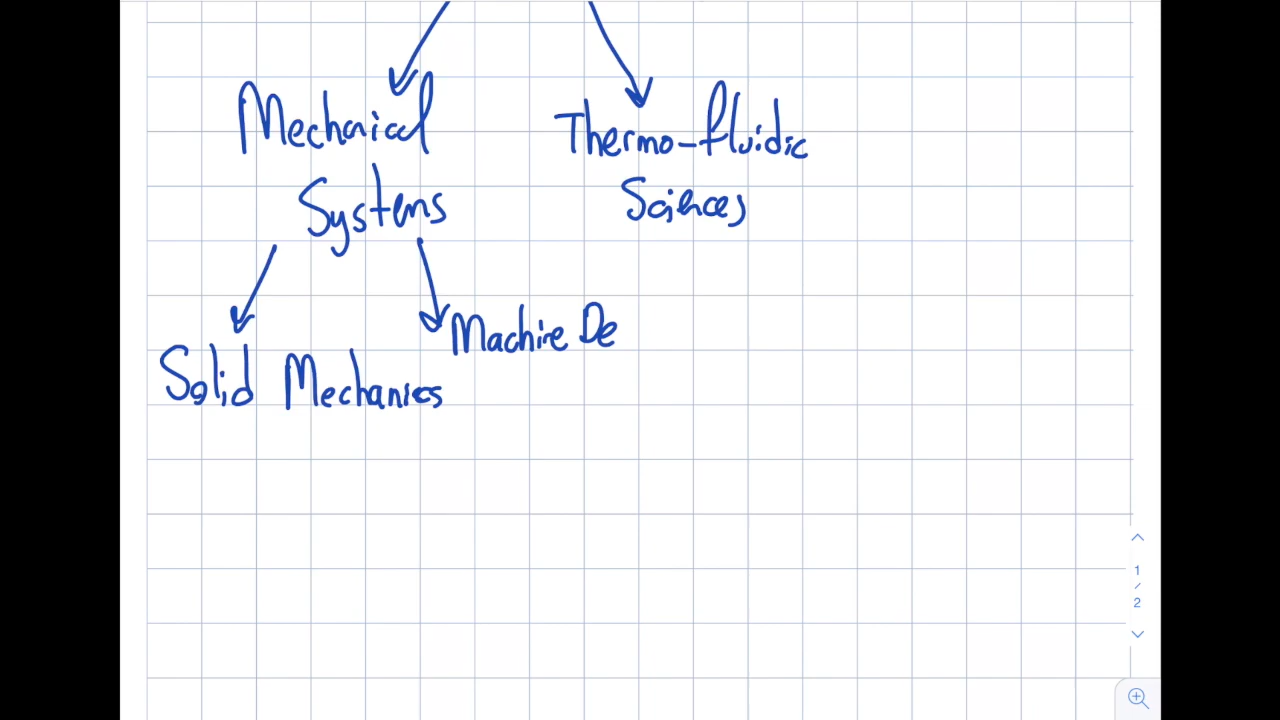 Mechanical
Systems
Thermo-fluidic
Sciences
Solid Mechanics
Machine De
1
/
2